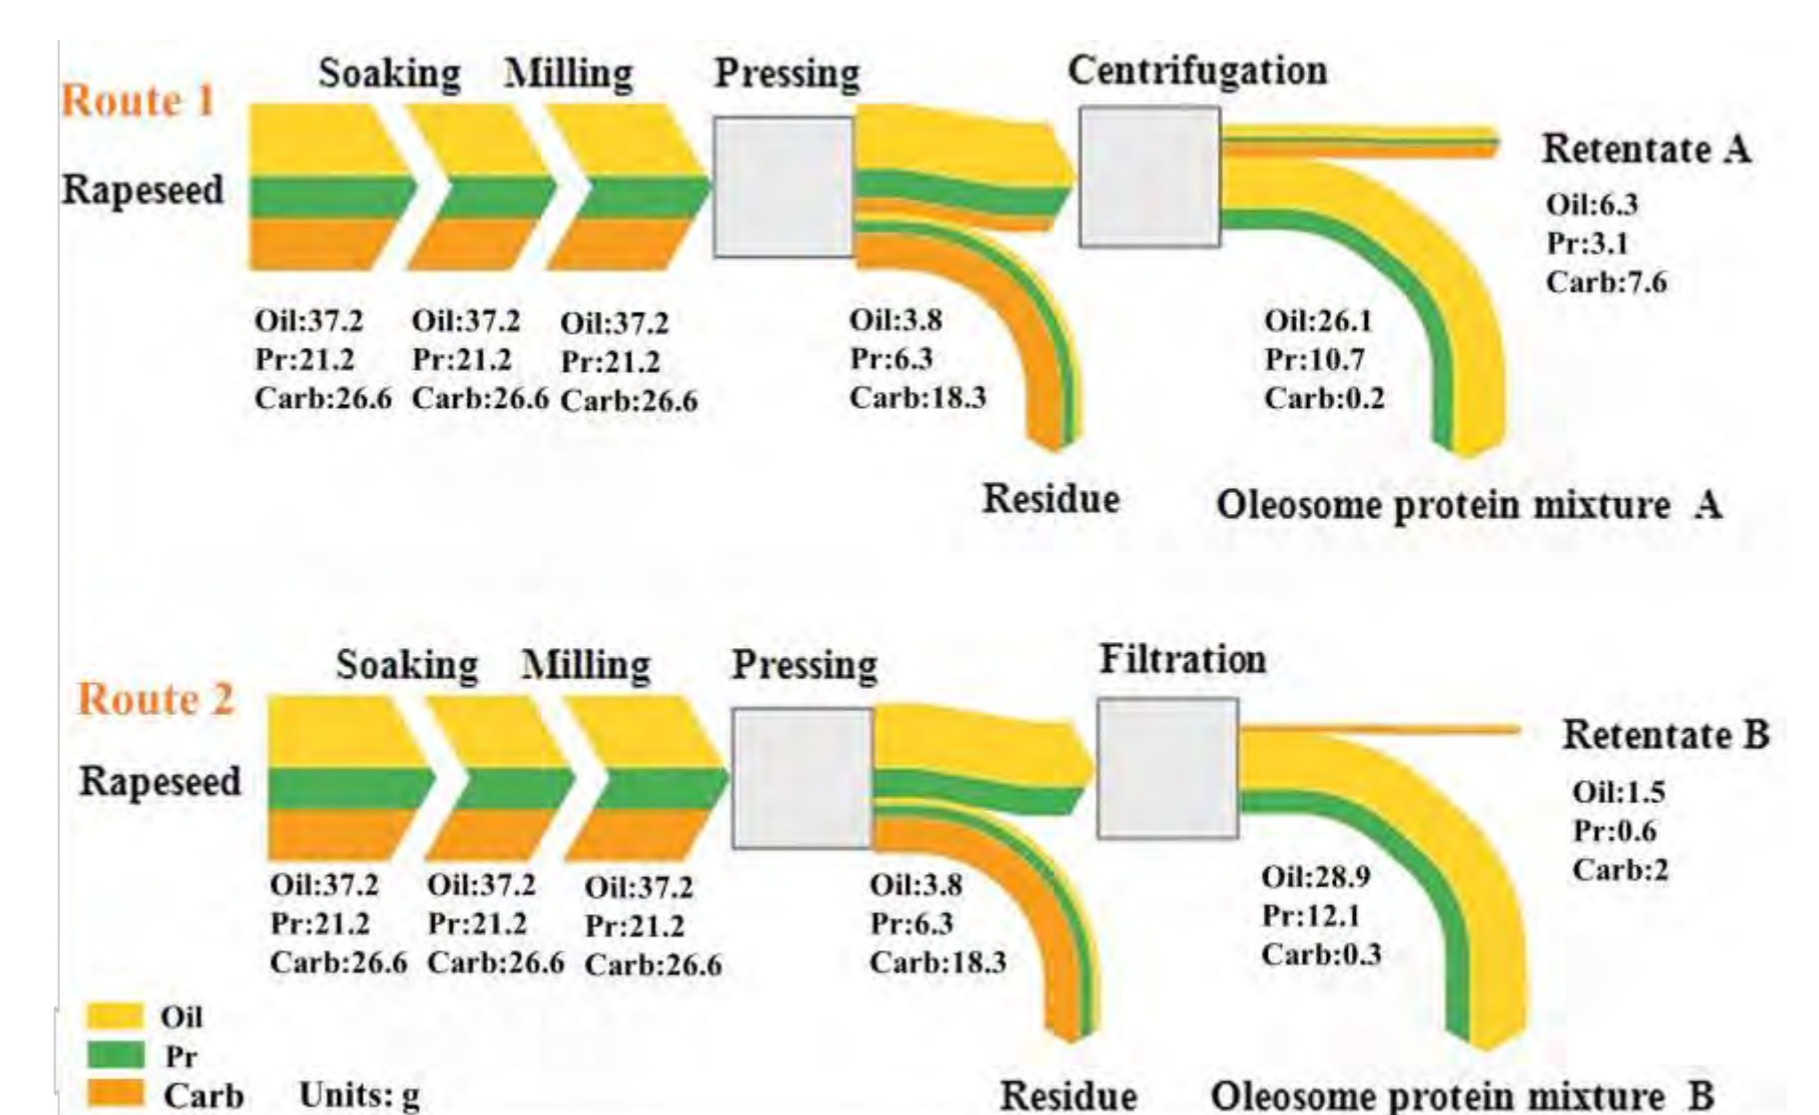 Soaking Milling Pressing Centrifugation
Route 1
Rapeseed
Retentate A
Oil:6.3
Pr:3.1
Carb:7.6
Oil:37.2 Oil:37.2 Oil:37.2 Oil:3.8 Oil:26.1
Pr:21.2 Pr:21.2 Pr:21.2 Pr:6.3 Pr:10.7
Carb:26.6 Carb:26.6 Carb:26.6 Carb:18.3 Carb:0.2
Residue Oleosome protein mixture A
Soaking Milling Pressing Filtration
Route 2
Rapeseed
Retentate B
Oil:1.5
Pr:0.6
Carb:2
Oil:37.2 Oil:37.2 Oil:37.2 Oil:3.8 Oil:28.9
Pr:21.2 Pr:21.2 Pr:21.2 Pr:6.3 Pr:12.1
Carb:26.6 Carb:26.6 Carb:26.6 Carb:18.3 Carb:0.3
Oil
Pr
Carb Units: g
Residue Oleosome protein mixture B